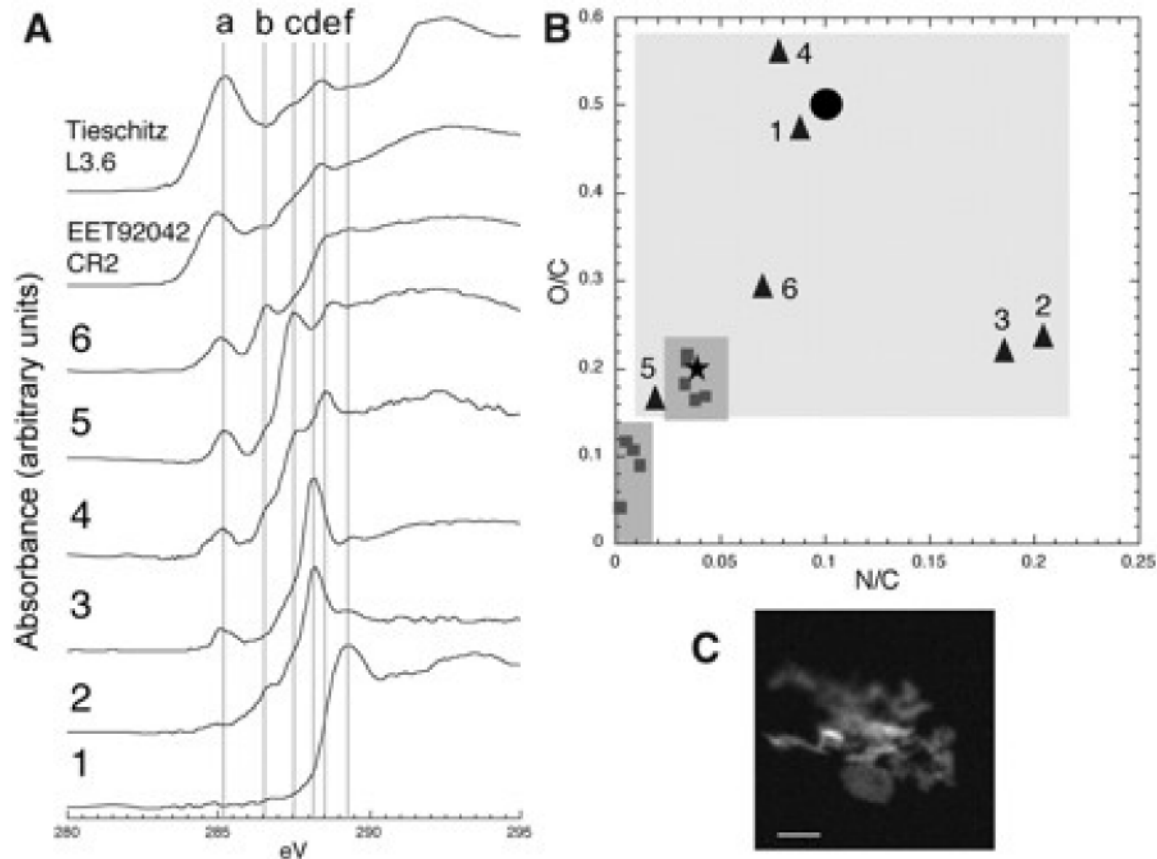 A
a b c d e f
Tieschitz
L3.6
EET92042
CR2
6
5
4
3
2
1
Absorbance (arbitrary units)
280 285 290 295
eV
B
0.6
0.5
0.4
0.3
0.2
0.1
0
O/C
4
1
6
3 2
5
0 0.05 0.1 0.15 0.2 0.25
N/C
C